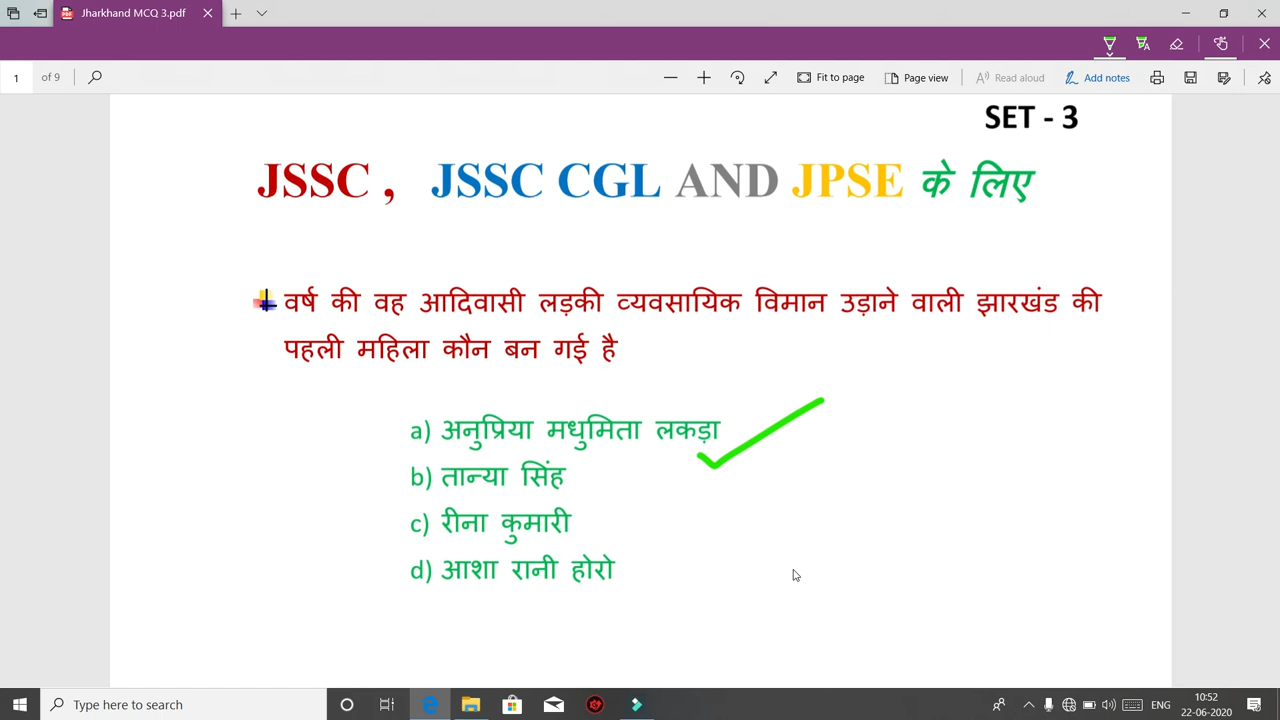 Jharkhand MCQ 3.pdf
1 of 9 Fit to page Page view Read aloud Add notes
SET - 3
JSSC , JSSC CGL AND JPSE के लिए
वर्ष की वह आदिवासी लड़की व्यवसायिक विमान उड़ाने वाली झारखंड की
पहली महिला कौन बन गई है
a) अनुप्रिया मधुमिता लकड़ा
b) तान्या सिंह
c) रीना कुमारी
d) आशा रानी होरो
Type here to search ENG 10:52
22-06-2020